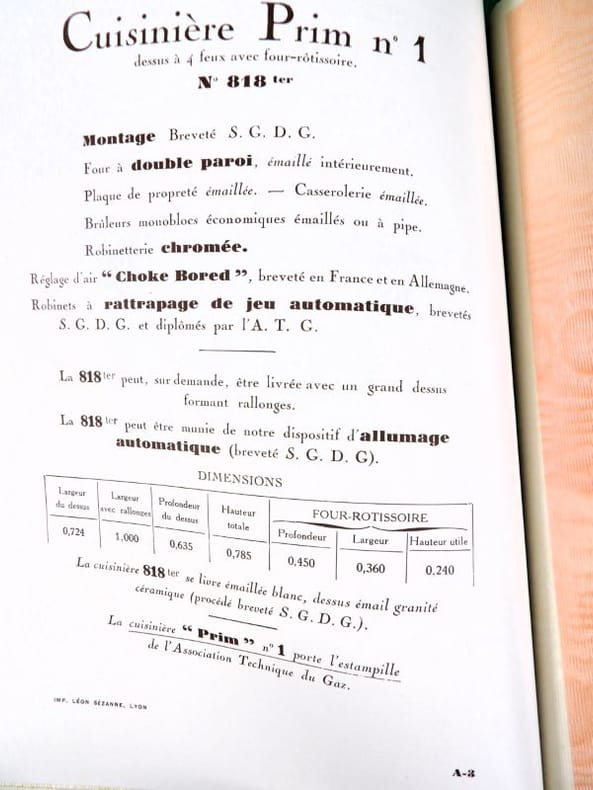 Cuisinière Prim n° 1
dessus à 4 feux avec four-rôtissoire.
N° 818 ter
Montage Breveté S. G. D. G.
Four à double paroi, émaillé intérieurement.
Plaque de propreté émaillée. — Casserolerie émaillée.
Brûleurs monoblocs économiques émaillés ou à pipe.
Robinetterie chromée.
Réglage d'air “ Choke Bored ”, breveté en France et en Allemagne.
Robinets à rattrapage de jeu automatique, brevetés
S. G. D. G. et diplômés par l'A. T. G.
La 818 ter peut, sur demande, être livrée avec un grand dessus
formant rallonges.
La 818 ter peut être munie de notre dispositif d'allumage
automatique (breveté S. G. D. G).
DIMENSIONS
Largeur du dessus
Largeur avec rallonges
Profondeur du dessus
Hauteur totale
FOUR-ROTISSOIRE
Profondeur
Largeur
Hauteur utile
0,724
1,000
0,635
0,785
0,450
0,360
0,240
La cuisinière 818 ter se livre émaillée blanc, dessus émail granité
céramique (procédé breveté S. G. D. G.).
La cuisinière “ Prim ” n° 1 porte l'estampille
de l'Association Technique du Gaz.
IMP. LÉON SÉZANNE, LYON
A-3